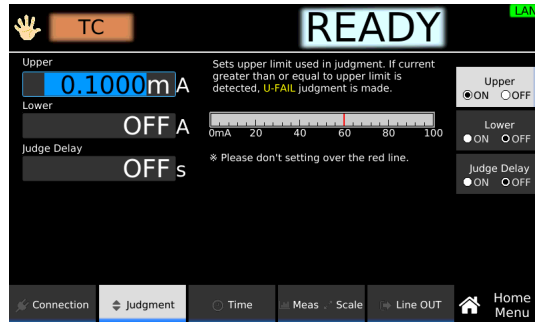 LAN
TC
READY
Upper
0.1000m A
Lower
OFF A
Judge Delay
OFF s
Sets upper limit used in judgment. If current
greater than or equal to upper limit is
detected, U-FAIL judgment is made.
0mA 20 40 60 80 100
※ Please don't setting over the red line.
Upper
ON OFF
Lower
ON OFF
Judge Delay
ON OFF
Connection
Judgment
Time
Meas
Scale
Line OUT
Home
Menu